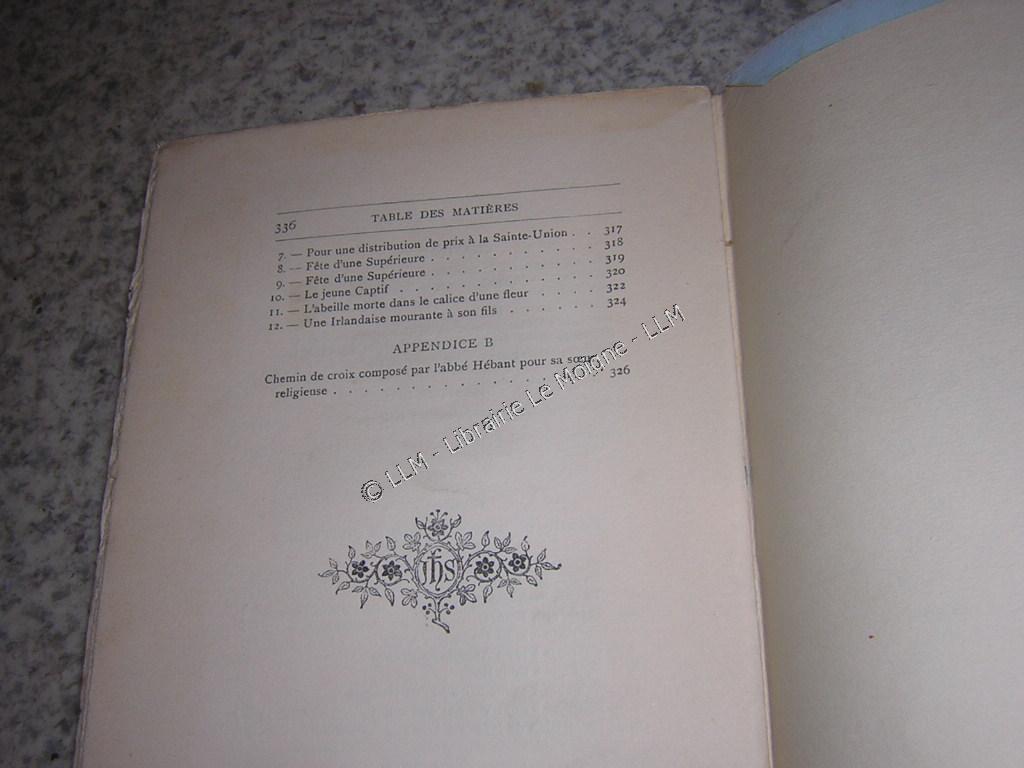 336 TABLE DES MATIÈRES
7. — Pour une distribution de prix à la Sainte-Union . . 317
8. — Fête d'une Supérieure . . . . . . . . . . . 318
9. — Fête d'une Supérieure . . . . . . . . . . . 319
10. — Le jeune Captif . . . . . . . . . . . . . 320
11. — L'abeille morte dans le calice d'une fleur . . . . 322
12. — Une Irlandaise mourante à son fils . . . . . . 324
APPENDICE B
Chemin de croix composé par l'abbé Hébant pour sa sœur
religieuse . . . . . . . . . . . . . . . . . 326
© LLM - Librairie Le Moigne - LLM
ihs